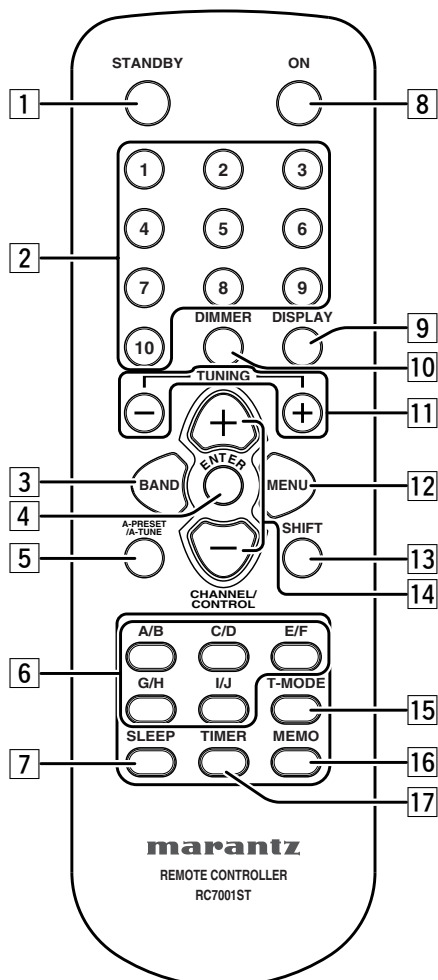 STANDBY ON
1 8
1 2 3
4 5 6
2
7 8 9
DIMMER DISPLAY
9
10
10
TUNING
− + 11
+
3 BAND ENTER MENU 12
4
A-PRESET
/A-TUNE SHIFT
5 − 13
14
CHANNEL/
CONTROL
A/B C/D E/F
6
G/H I/J T-MODE
15
SLEEP TIMER MEMO
7 16
17
marantz
REMOTE CONTROLLER
RC7001ST